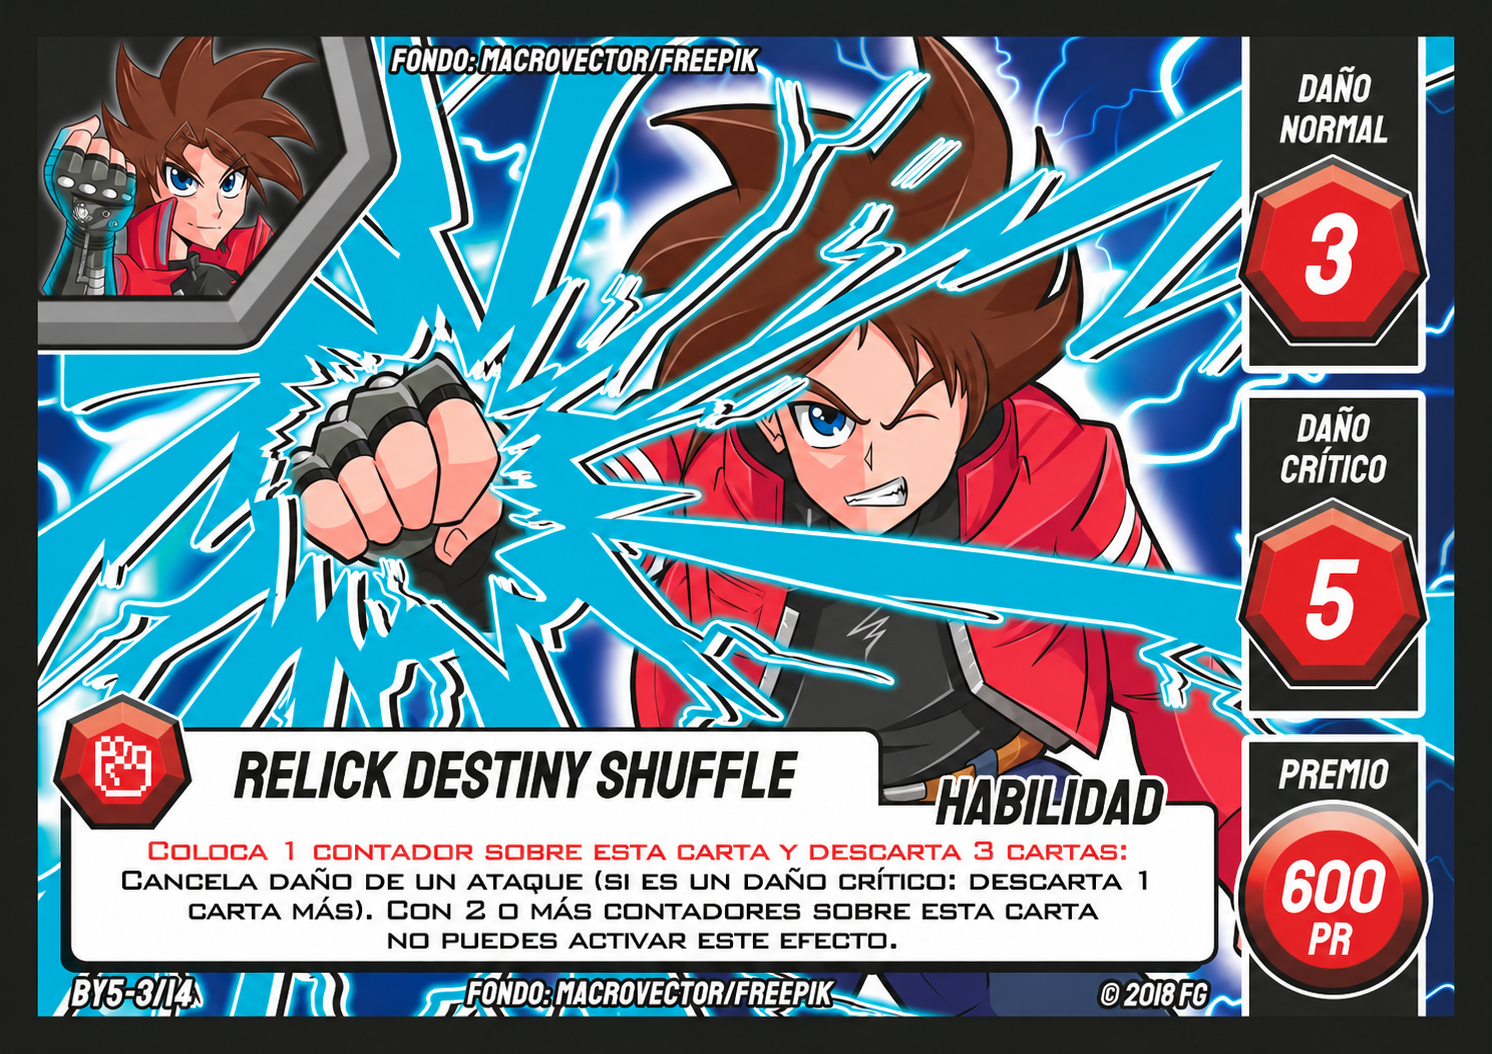 FONDO: MACROVECTOR/FREEPIK
DAÑO
NORMAL
3
DAÑO
CRÍTICO
5
RELICK DESTINY SHUFFLE
HABILIDAD
COLOCA 1 CONTADOR SOBRE ESTA CARTA Y DESCARTA 3 CARTAS:
CANCELA DAÑO DE UN ATAQUE (SI ES UN DAÑO CRÍTICO: DESCARTA 1
CARTA MÁS). CON 2 O MÁS CONTADORES SOBRE ESTA CARTA
NO PUEDES ACTIVAR ESTE EFECTO.
PREMIO
600
PR
BY5-3/14
FONDO: MACROVECTOR/FREEPIK
© 2018 FG